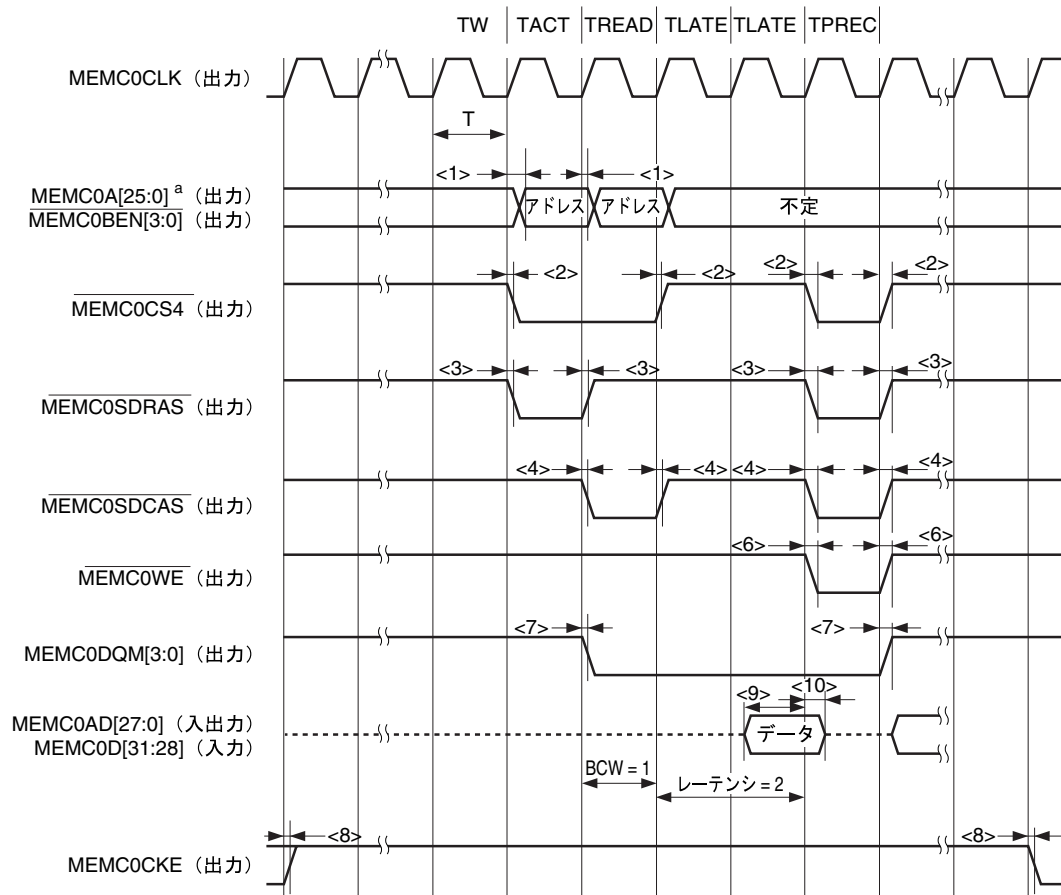 TW TACT TREAD TLATE TLATE TPREC
MEMC0CLK（出力）
T
<1> <1>
MEMC0A[25:0] a（出力）
MEMC0BEN[3:0]（出力）
アドレス アドレス 不定
<2> <2> <2> <2>
MEMC0CS4（出力）
<3> <3> <3> <3>
MEMC0SDRAS（出力）
<4> <4> <4> <4>
MEMC0SDCAS（出力）
<6> <6>
MEMC0WE（出力）
<7> <7>
MEMC0DQM[3:0]（出力）
<9> <10>
MEMC0AD[27:0]（入出力）
MEMC0D[31:28]（入力）
データ
BCW = 1 レーテンシ = 2
<8> <8>
MEMC0CKE（出力）